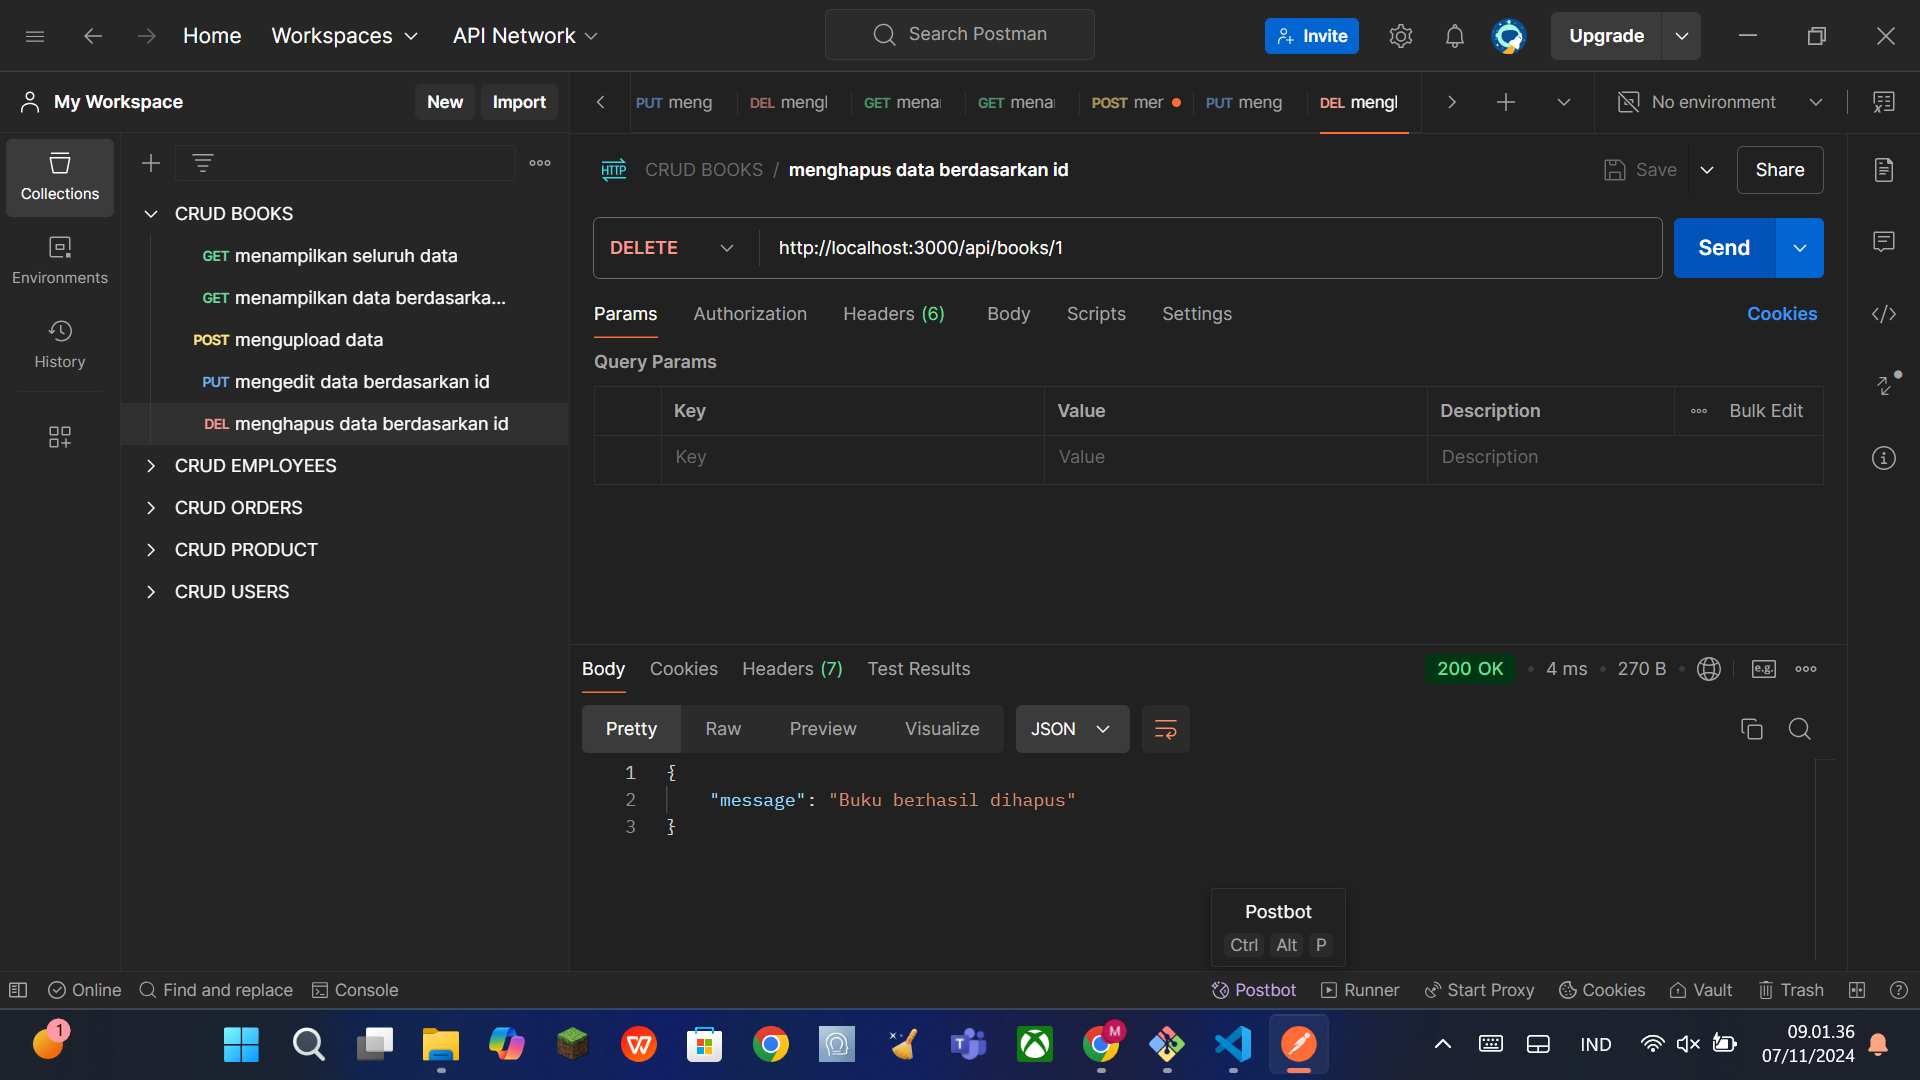 Home
Workspaces
API Network
Search Postman
Invite
Upgrade
My Workspace
New
Import
PUT meng
DEL mengl
GET mena
GET mena
POST mer
PUT meng
DEL mengl
No environment
Collections
Environments
History
CRUD BOOKS
GET menampilkan seluruh data
GET menampilkan data berdasarka...
POST mengupload data
PUT mengedit data berdasarkan id
DEL menghapus data berdasarkan id
CRUD EMPLOYEES
CRUD ORDERS
CRUD PRODUCT
CRUD USERS
HTTP
CRUD BOOKS / menghapus data berdasarkan id
Save
Share
DELETE
http://localhost:3000/api/books/1
Send
Params
Authorization
Headers (6)
Body
Scripts
Settings
Cookies
Query Params
Key
Value
Description
Bulk Edit
Key
Value
Description
Body
Cookies
Headers (7)
Test Results
200 OK
4 ms
270 B
e.g.
Pretty
Raw
Preview
Visualize
JSON
1 {
2 "message": "Buku berhasil dihapus"
3 }
Postbot
Ctrl Alt P
Online
Find and replace
Console
Postbot
Runner
Start Proxy
Cookies
Vault
Trash
1
M
IND
09.01.36
07/11/2024